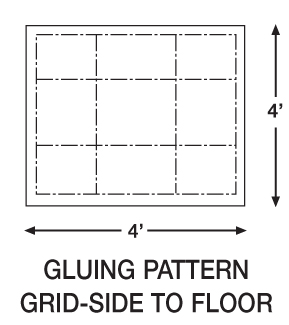 4'
4'
GLUING PATTERN
GRID-SIDE TO FLOOR